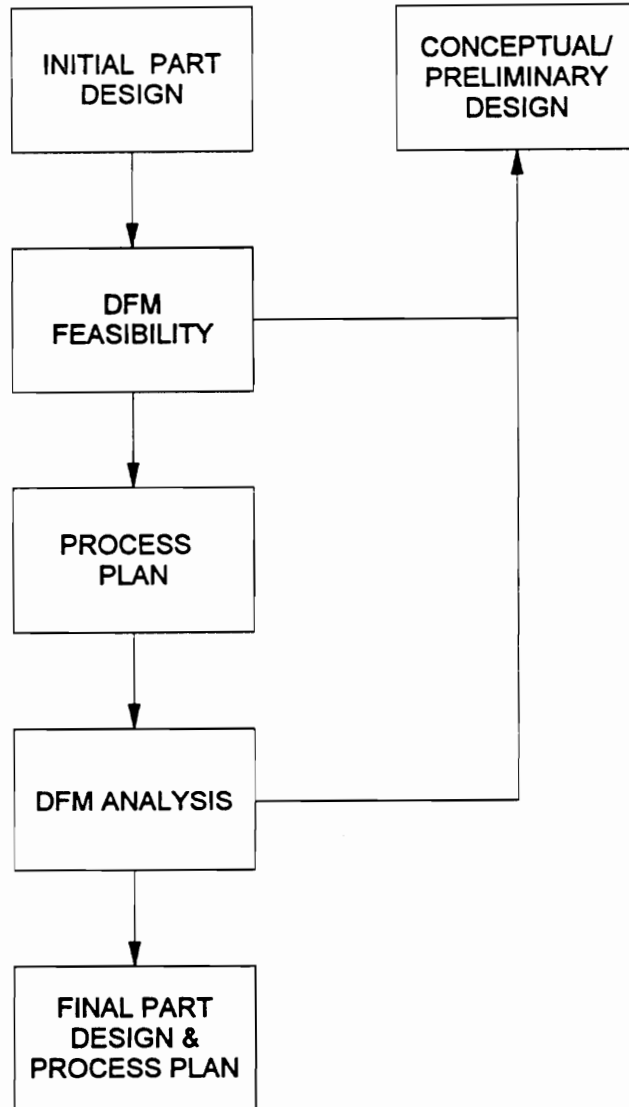 INITIAL PART
DESIGN
CONCEPTUAL/
PRELIMINARY
DESIGN
DFM
FEASIBILITY
PROCESS
PLAN
DFM ANALYSIS
FINAL PART
DESIGN &
PROCESS PLAN